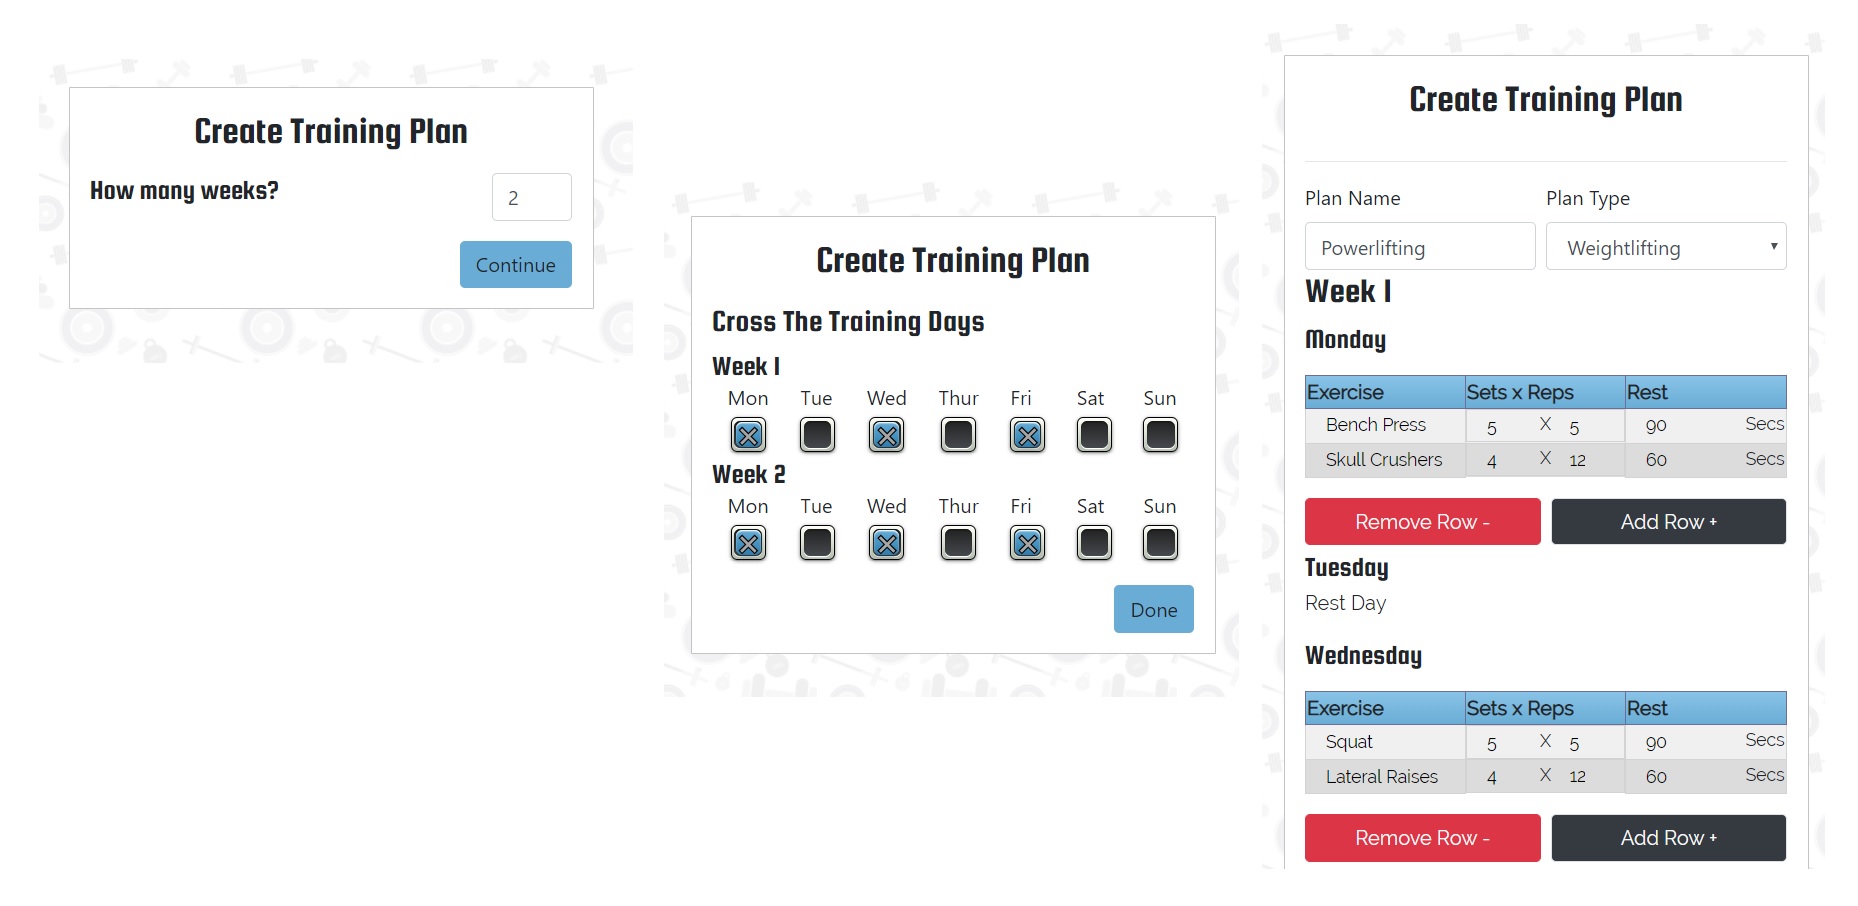 Create Training Plan
How many weeks?
2
Continue
Create Training Plan
Cross The Training Days
Week 1
Mon Tue Wed Thur Fri Sat Sun
Week 2
Mon Tue Wed Thur Fri Sat Sun
Done
Create Training Plan
Plan Name Plan Type
Powerlifting Weightlifting
Week 1
Monday
Exercise Sets x Reps Rest
Bench Press 5 X 5 90 Secs
Skull Crushers 4 X 12 60 Secs
Remove Row - Add Row +
Tuesday
Rest Day
Wednesday
Exercise Sets x Reps Rest
Squat 5 X 5 90 Secs
Lateral Raises 4 X 12 60 Secs
Remove Row - Add Row +